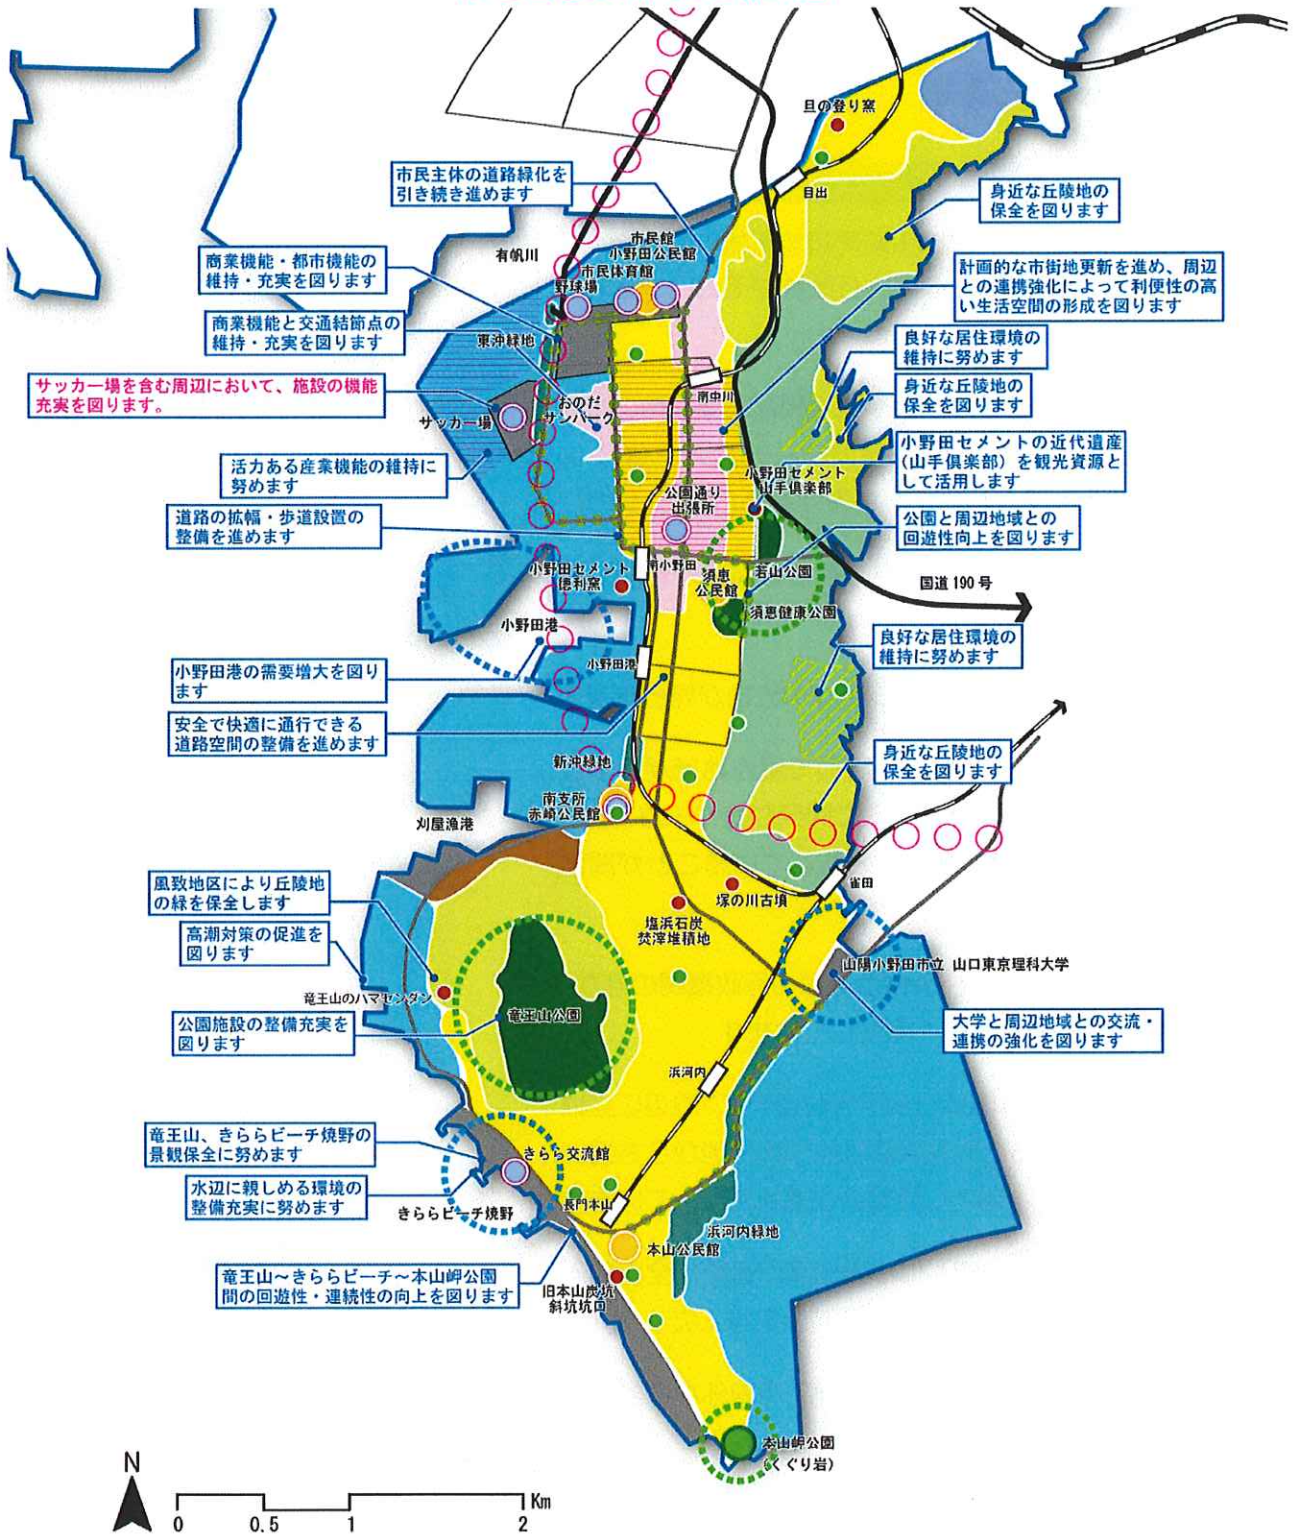 旦の登り窯
市民主体の道路緑化を
引き続き進めます
目出
身近な丘陵地の
保全を図ります
有帆川
市民館
小野田公民館
市民体育館
野球場
商業機能・都市機能の
維持・充実を図ります
計画的な市街地更新を進め、周辺
との連携強化によって利便性の高
い生活空間の形成を図ります
商業機能と交通結節点の
維持・充実を図ります
東沖緑地
良好な居住環境の
維持に努めます
サッカー場を含む周辺において、施設の機能
充実を図ります。
南中川
身近な丘陵地の
保全を図ります
おのだ
サンパーク
サッカー場
小野田セメントの近代遺産
(山手倶楽部)を観光資源と
して活用します
活力ある産業機能の維持に
努めます
小野田セメント
山手倶楽部
公園通り
出張所
道路の拡幅・歩道設置の
整備を進めます
公園と周辺地域との
回遊性向上を図ります
小野田セメント
徳利窯
南小野田
須恵
公民館
若山公園
国道 190 号
須恵健康公園
小野田港
良好な居住環境の
維持に努めます
小野田港の需要増大を図り
ます
小野田港
安全で快適に通行できる
道路空間の整備を進めます
新沖緑地
身近な丘陵地の
保全を図ります
南支所
赤崎公民館
刈屋漁港
風致地区により丘陵地
の緑を保全します
雀田
塚の川古墳
塩浜石炭
焚滓堆積地
高潮対策の促進を
図ります
山陽小野田市立 山口東京理科大学
竜王山のハマセンダン
公園施設の整備充実を
図ります
竜王山公園
大学と周辺地域との交流・
連携の強化を図ります
浜河内
竜王山、きららビーチ焼野の
景観保全に努めます
きらら交流館
水辺に親しめる環境の
整備充実に努めます
きららビーチ焼野
長門本山
浜河内緑地
本山公民館
竜王山～きららビーチ～本山岬公園
間の回遊性・連続性の向上を図ります
旧本山炭坑
斜坑坑口
本山岬公園
(くぐり岩)
N
Km
0 0.5 1 2